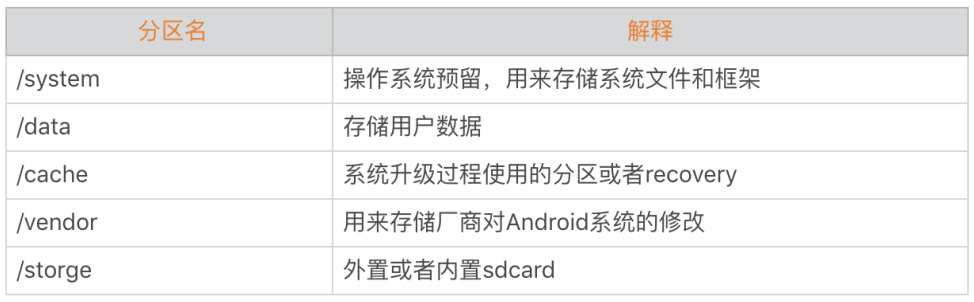 分区名 解释
/system 操作系统预留，用来存储系统文件和框架
/data 存储用户数据
/cache 系统升级过程使用的分区或者recovery
/vendor 用来存储厂商对Android系统的修改
/storge 外置或者内置sdcard